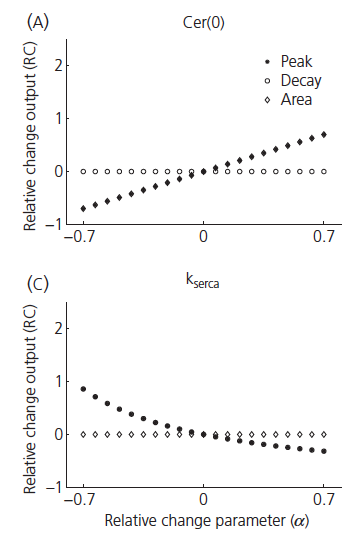 (A)
Cer(0)
Relative change output (RC)
2
1
0
−1
Peak
Decay
Area
−0.7
0
0.7
(C)
kserca
Relative change output (RC)
2
1
0
−1
−0.7
0
0.7
Relative change parameter (α)